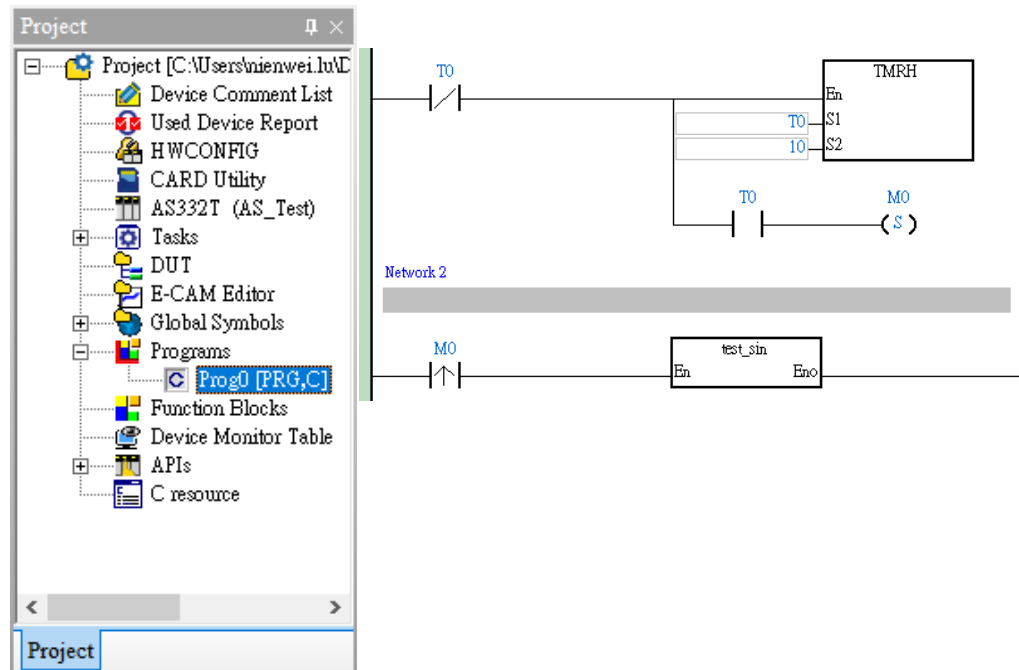 Project
Project [C:\Users\nienwei.lu\D
Device Comment List
Used Device Report
HWCONFIG
CARD Utility
AS332T (AS_Test)
Tasks
DUT
E-CAM Editor
Global Symbols
Programs
C Prog0 [PRG,C]
Function Blocks
Device Monitor Table
APIs
C resource
Project
T0
TMRH
En
T0 S1
10 S2
T0 M0
S
Network 2
M0
test_sin
En Eno